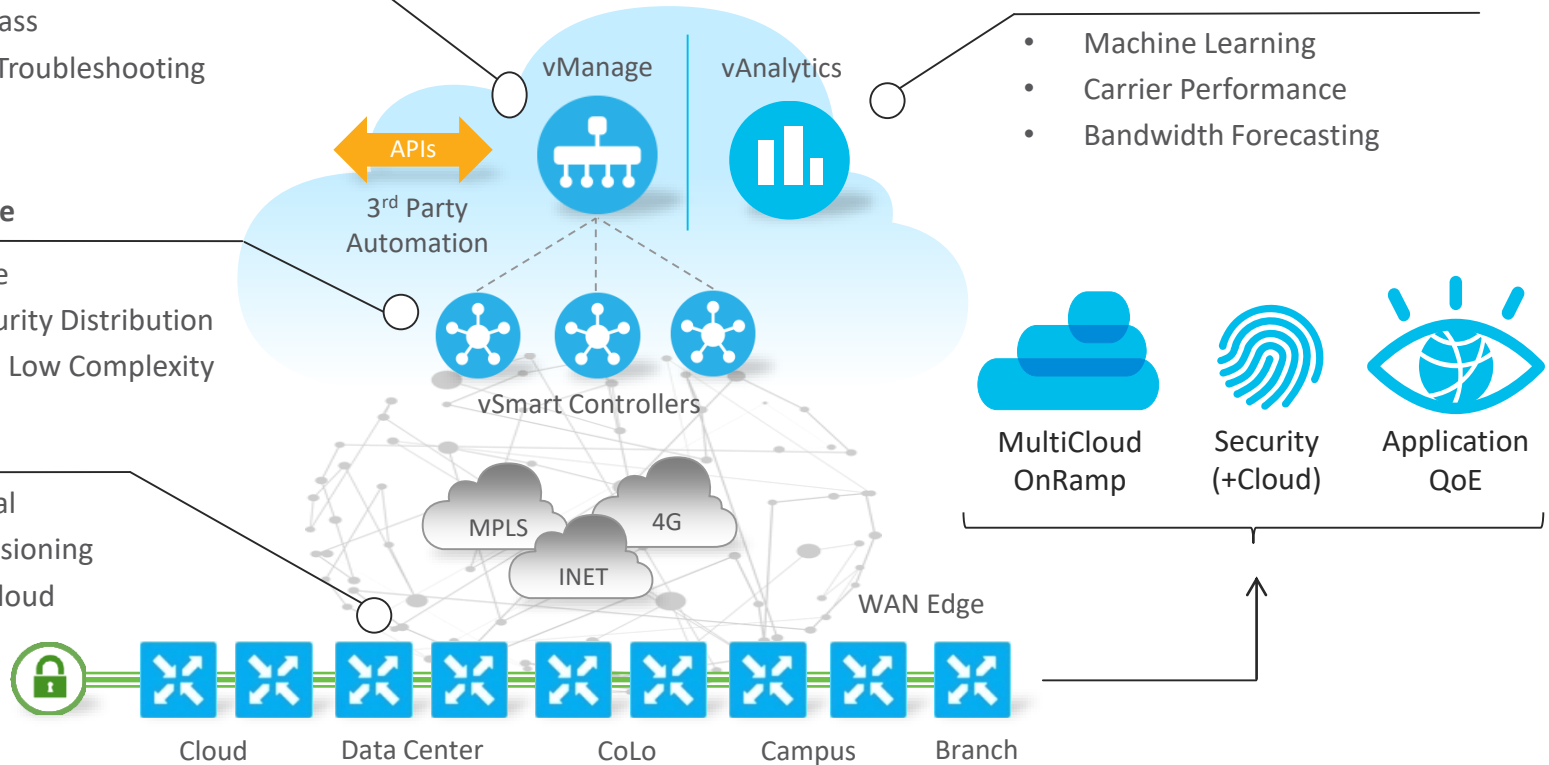 ass
Troubleshooting
vManage
vAnalytics
• Machine Learning
• Carrier Performance
• Bandwidth Forecasting
APIs
3rd Party
Automation
e
e
urity Distribution
Low Complexity
vSmart Controllers
MultiCloud
OnRamp
Security
(+Cloud)
Application
QoE
al
sioning
loud
MPLS
4G
INET
WAN Edge
Cloud
Data Center
CoLo
Campus
Branch